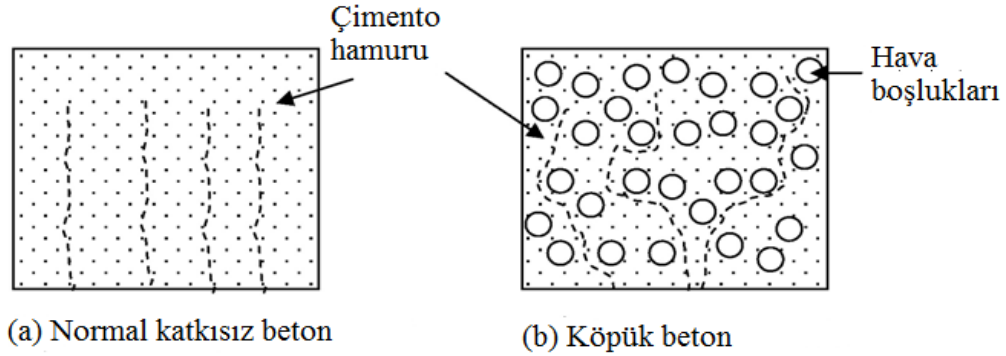 Çimento
hamuru
Hava
boşlukları
(a) Normal katkısız beton
(b) Köpük beton